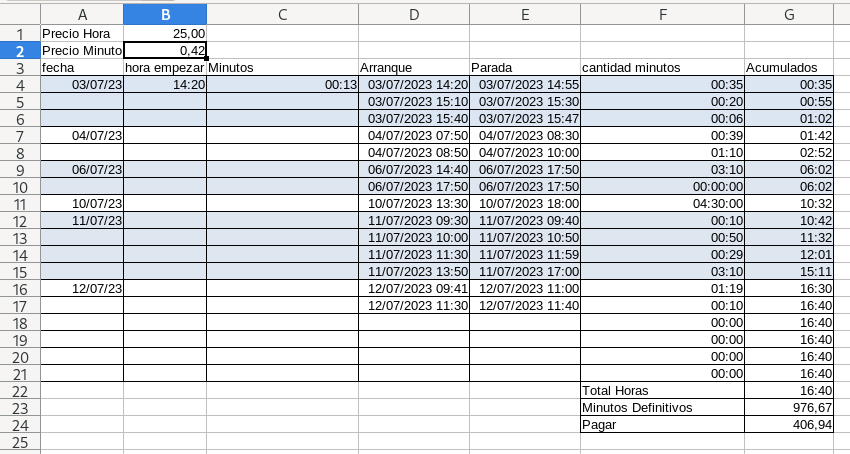 A B C D E F G
1 Precio Hora 25,00
2 Precio Minuto 0,42
3 fecha hora empezar Minutos Arranque Parada cantidad minutos Acumulados
4 03/07/23 14:20 00:13 03/07/2023 14:20 03/07/2023 14:55 00:35 00:35
5 03/07/2023 15:10 03/07/2023 15:30 00:20 00:55
6 03/07/2023 15:40 03/07/2023 15:47 00:06 01:02
7 04/07/23 04/07/2023 07:50 04/07/2023 08:30 00:39 01:42
8 04/07/2023 08:50 04/07/2023 10:00 01:10 02:52
9 06/07/23 06/07/2023 14:40 06/07/2023 17:50 03:10 06:02
10 06/07/2023 17:50 06/07/2023 17:50 00:00:00 06:02
11 10/07/23 10/07/2023 13:30 10/07/2023 18:00 04:30:00 10:32
12 11/07/23 11/07/2023 09:30 11/07/2023 09:40 00:10 10:42
13 11/07/2023 10:00 11/07/2023 10:50 00:50 11:32
14 11/07/2023 11:30 11/07/2023 11:59 00:29 12:01
15 11/07/2023 13:50 11/07/2023 17:00 03:10 15:11
16 12/07/23 12/07/2023 09:41 12/07/2023 11:00 01:19 16:30
17 12/07/2023 11:30 12/07/2023 11:40 00:10 16:40
18 00:00 16:40
19 00:00 16:40
20 00:00 16:40
21 00:00 16:40
22 Total Horas 16:40
23 Minutos Definitivos 976,67
24 Pagar 406,94
25